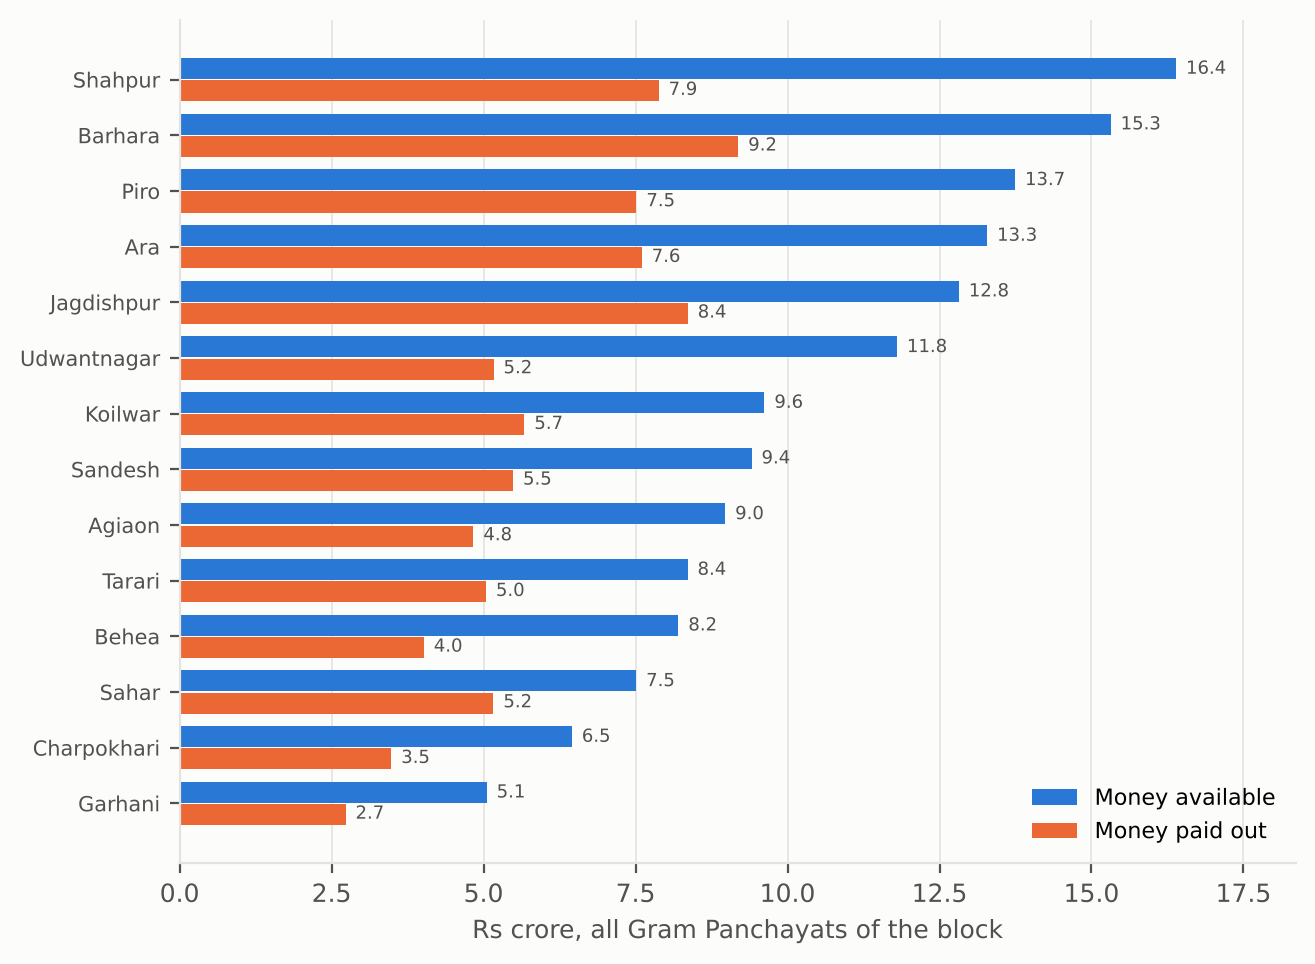 Shahpur 16.4
7.9
Barhara 15.3
9.2
Piro 13.7
7.5
Ara 13.3
7.6
Jagdishpur 12.8
8.4
Udwantnagar 11.8
5.2
Koilwar 9.6
5.7
Sandesh 9.4
5.5
Agiaon 9.0
4.8
Tarari 8.4
5.0
Behea 8.2
4.0
Sahar 7.5
5.2
Charpokhari 6.5
3.5
Garhani 5.1
2.7
Money available
Money paid out
0.0 2.5 5.0 7.5 10.0 12.5 15.0 17.5
Rs crore, all Gram Panchayats of the block